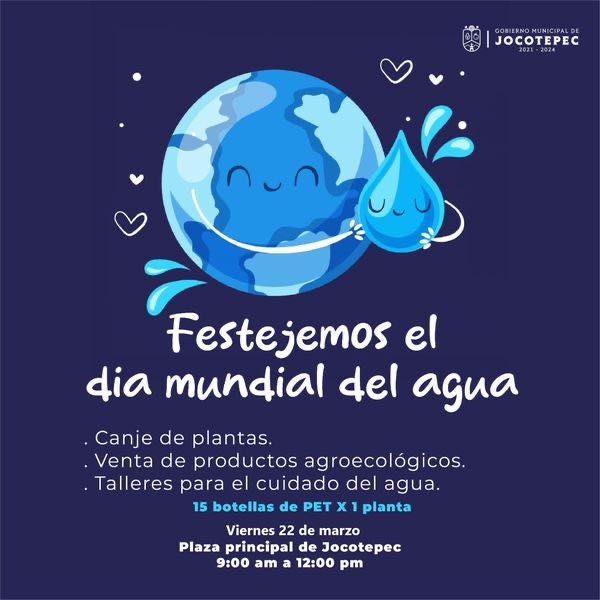 GOBIERNO MUNICIPAL DE
JOCOTEPEC
2021 - 2024
Festejemos el
dia mundial del agua
. Canje de plantas.
. Venta de productos agroecológicos.
. Talleres para el cuidado del agua.
15 botellas de PET X 1 planta
Viernes 22 de marzo
Plaza principal de Jocotepec
9:00 am a 12:00 pm